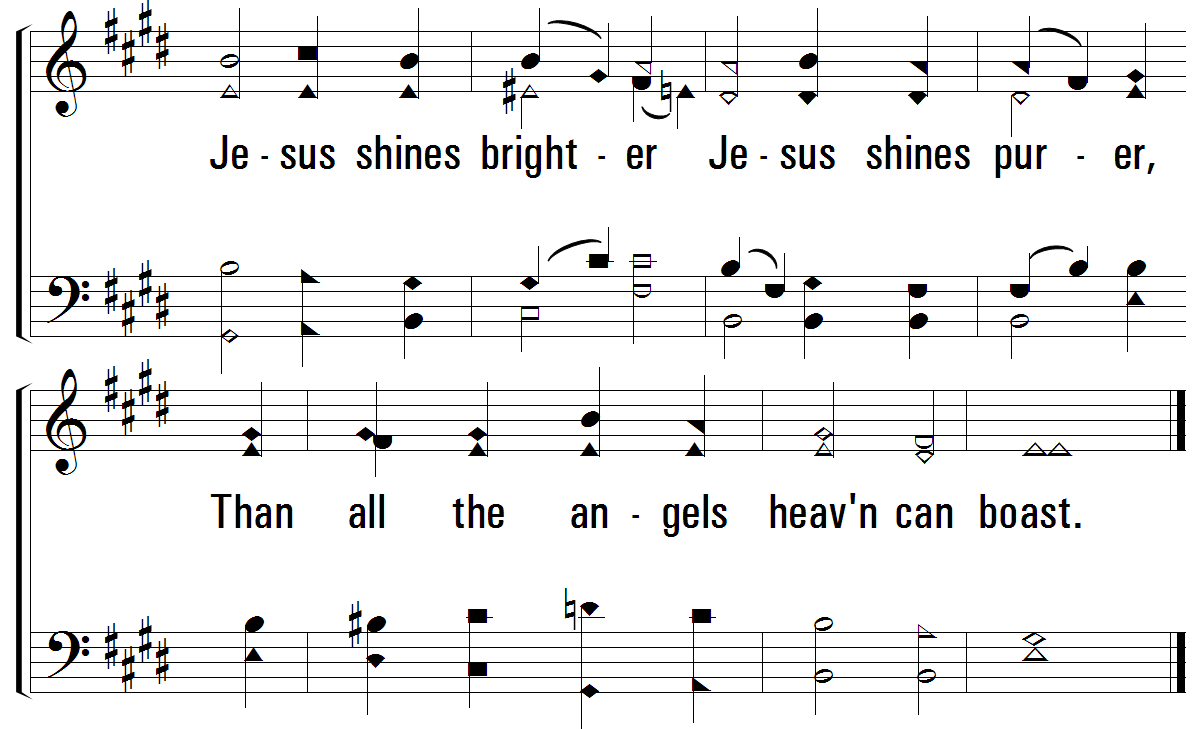 Je - sus shines bright - er Je - sus shines pur - er,
Than all the an - gels heav'n can boast.